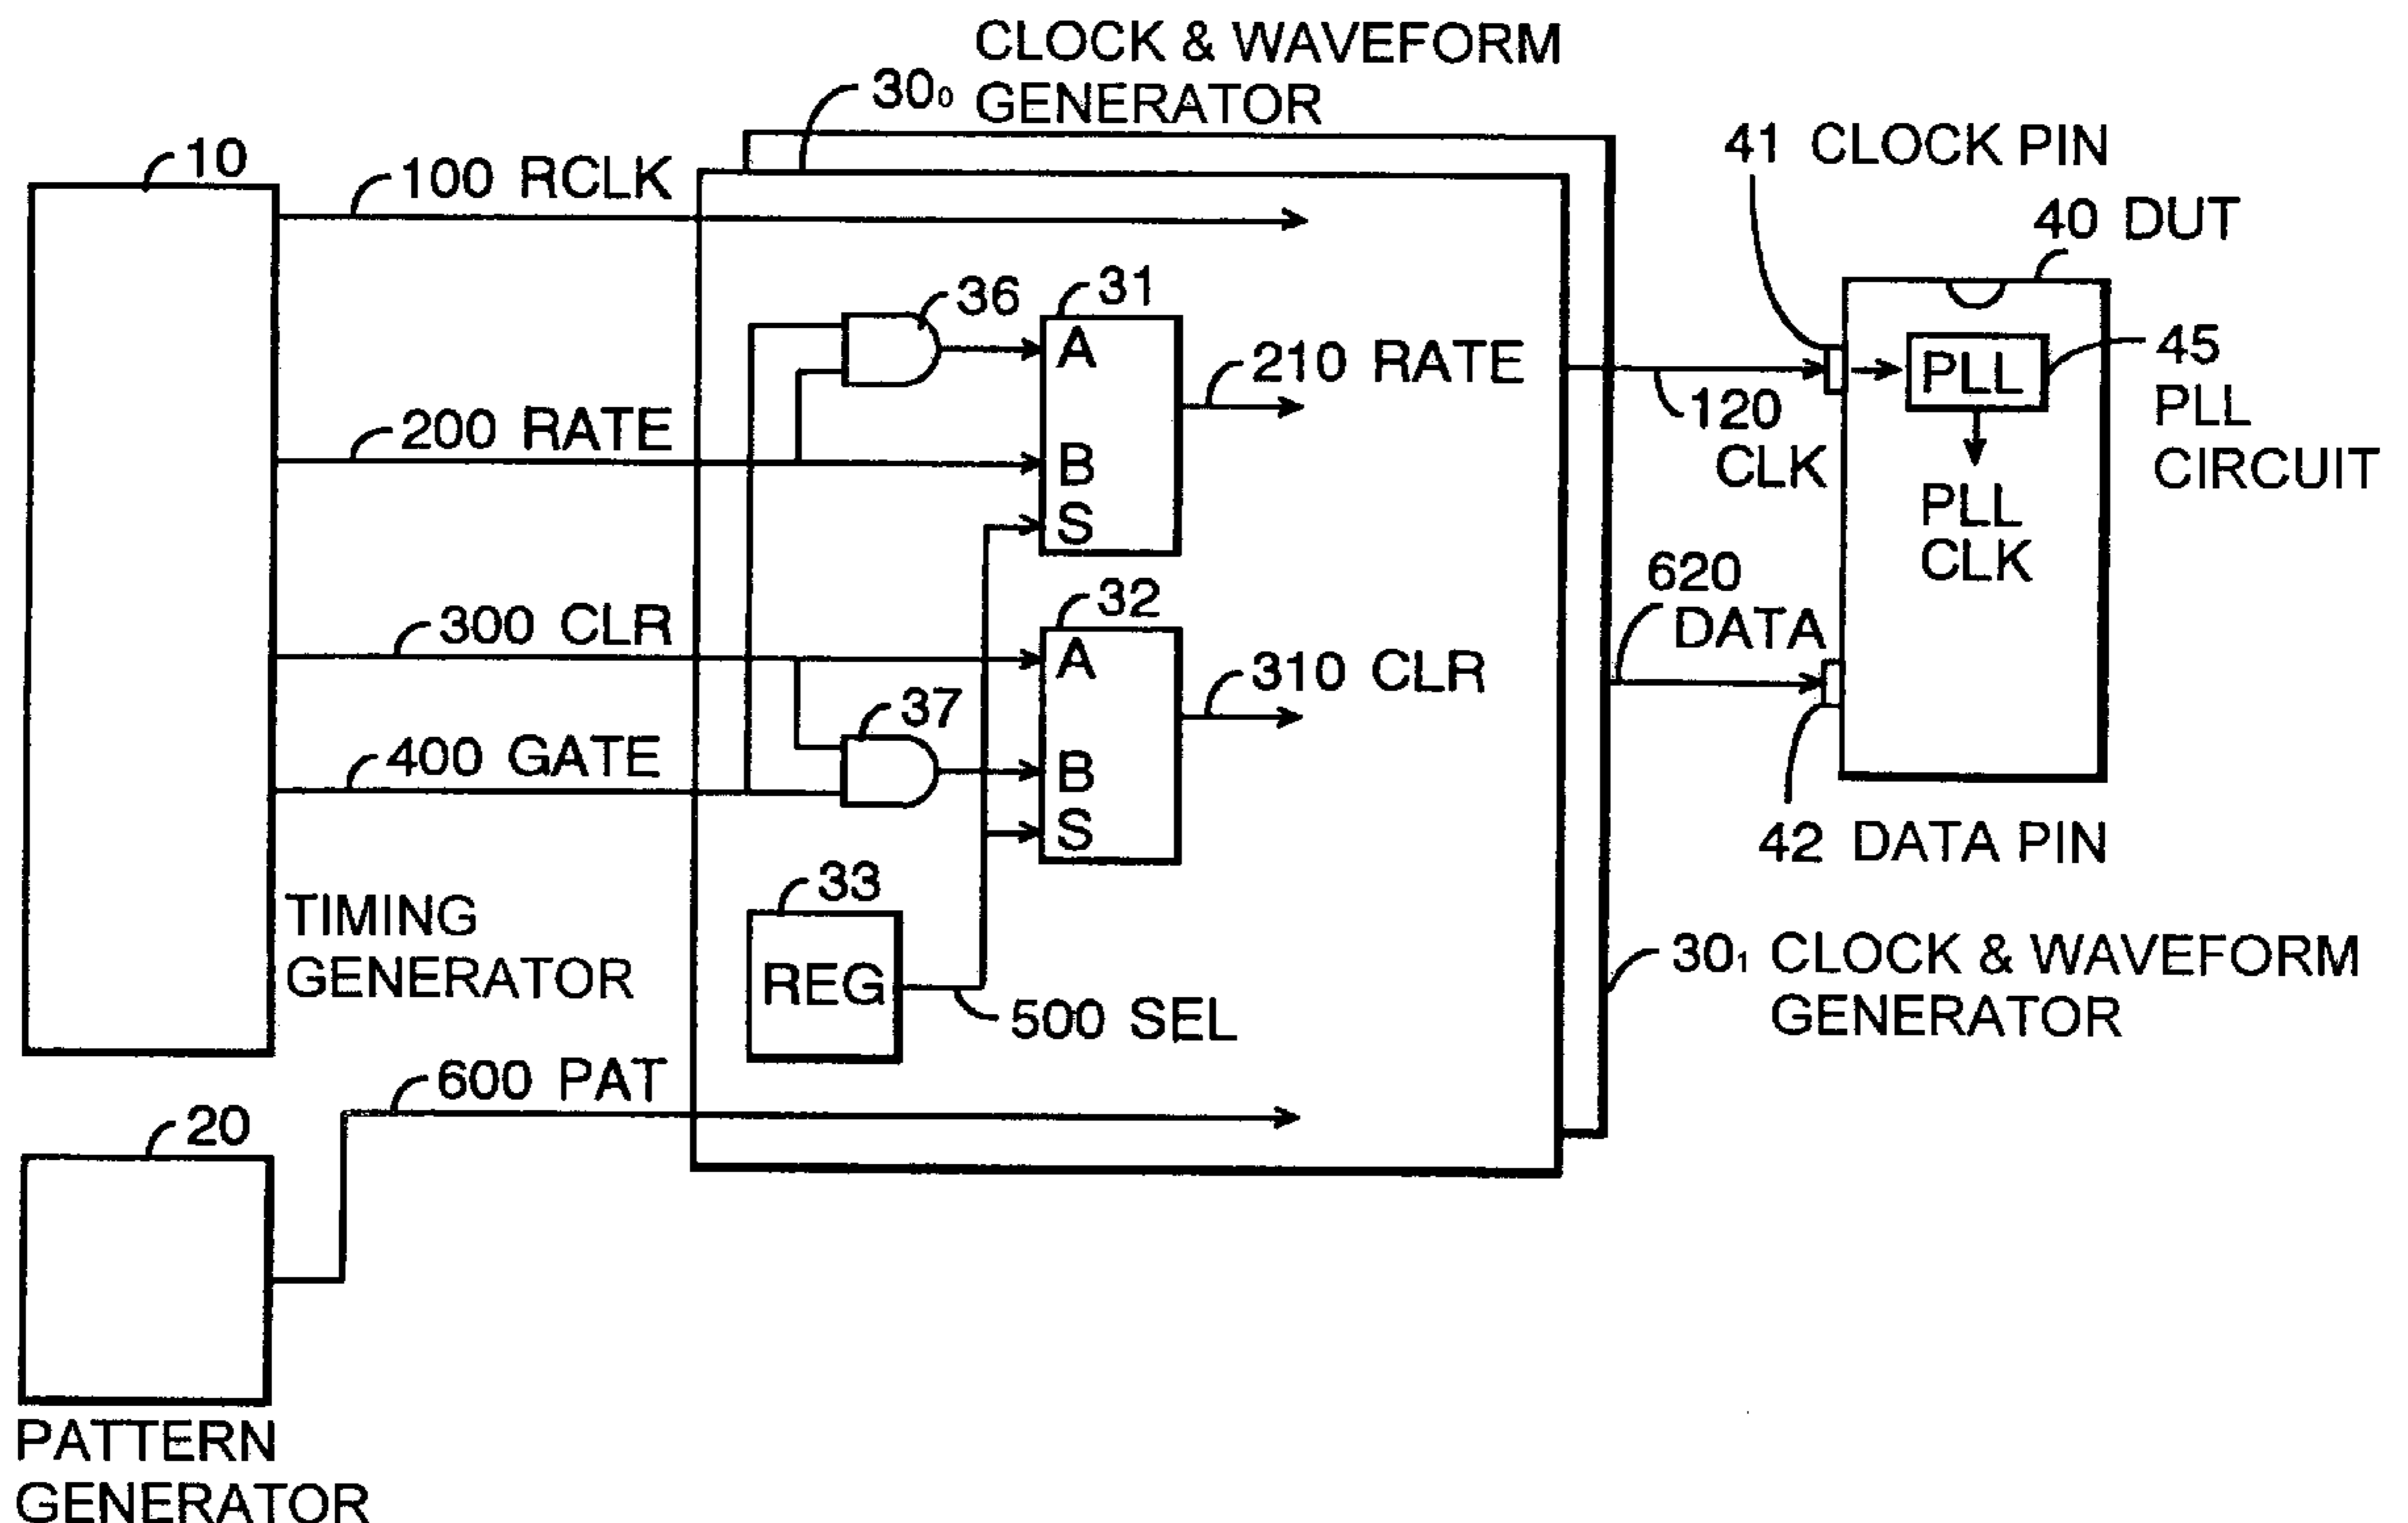 CLOCK & WAVEFORM
30₀ GENERATOR
10
100 RCLK
41 CLOCK PIN
40 DUT
36
31
A
210 RATE
PLL
45
PLL
CIRCUIT
120
CLK
200 RATE
B
S
PLL
CLK
620
DATA
300 CLR
32
A
310 CLR
37
400 GATE
B
S
42 DATA PIN
33
REG
TIMING
GENERATOR
500 SEL
30₁ CLOCK & WAVEFORM
GENERATOR
600 PAT
20
PATTERN
GENERATOR